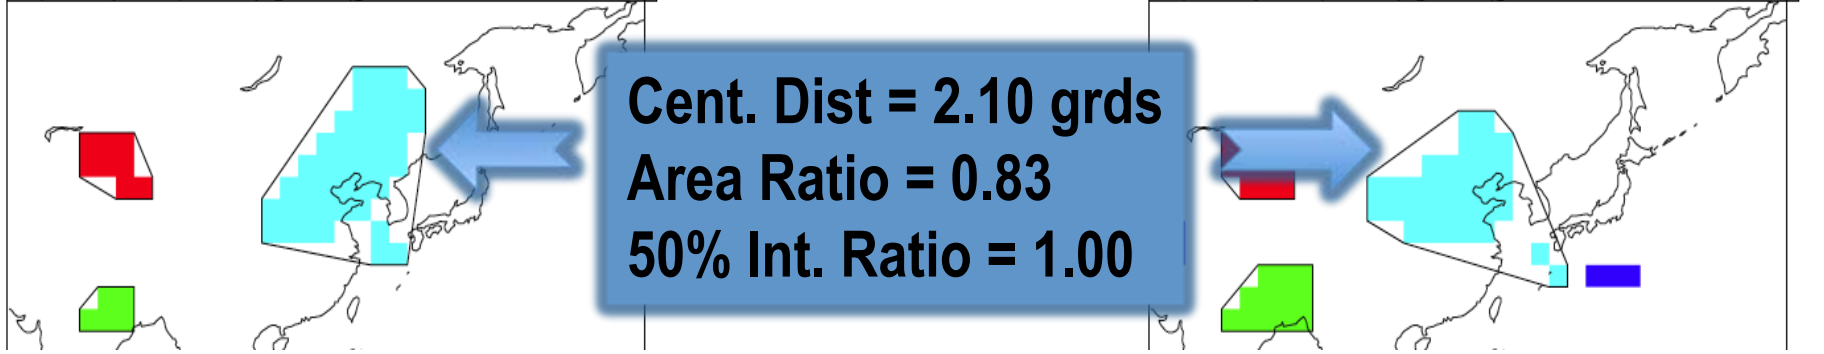 Cent. Dist = 2.10 grds
Area Ratio = 0.83
50% Int. Ratio = 1.00